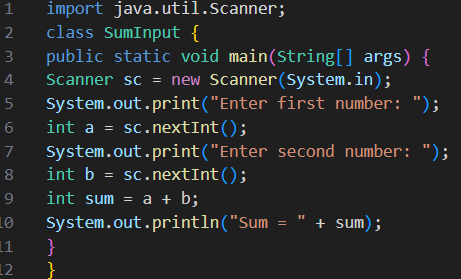 1 import java.util.Scanner;
2 class SumInput {
3 public static void main(String[] args) {
4 Scanner sc = new Scanner(System.in);
5 System.out.print("Enter first number: ");
6 int a = sc.nextInt();
7 System.out.print("Enter second number: ");
8 int b = sc.nextInt();
9 int sum = a + b;
10 System.out.println("Sum = " + sum);
11 }
12 }